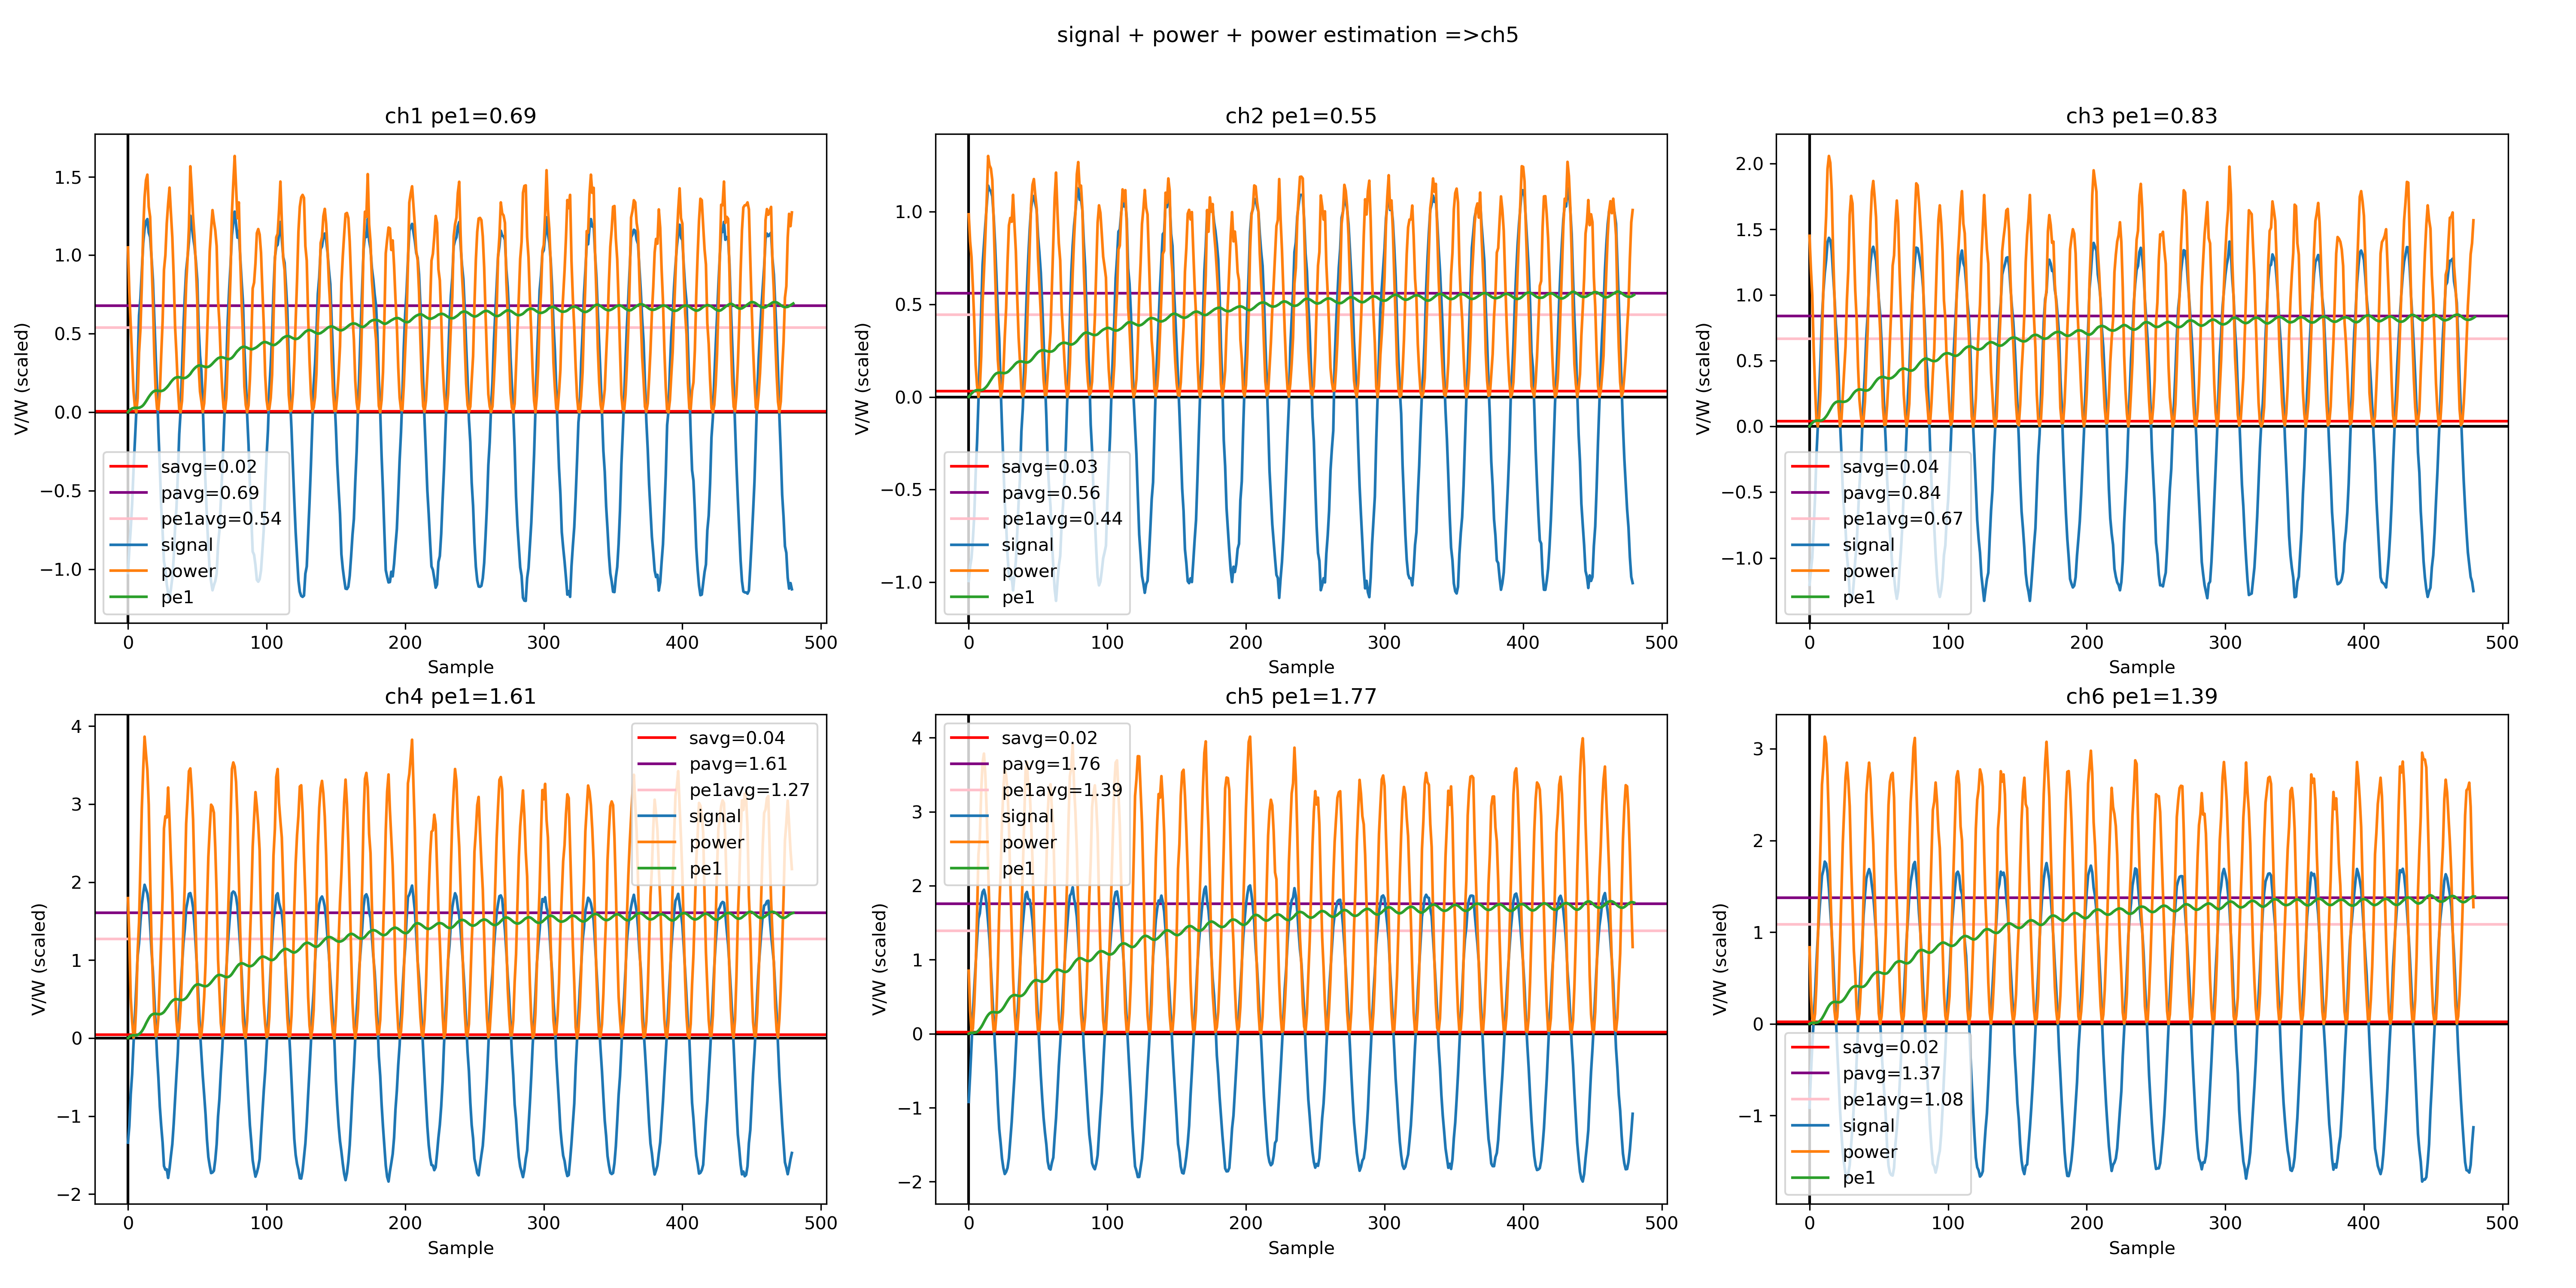 signal + power + power estimation =>ch5
ch1 pe1=0.69
V/W (scaled)
1.5
1.0
0.5
0.0
−0.5
−1.0
savg=0.02
pavg=0.69
pe1avg=0.54
signal
power
pe1
0 100 200 300 400 500
Sample
ch2 pe1=0.55
V/W (scaled)
1.0
0.5
0.0
−0.5
−1.0
savg=0.03
pavg=0.56
pe1avg=0.44
signal
power
pe1
0 100 200 300 400 500
Sample
ch3 pe1=0.83
V/W (scaled)
2.0
1.5
1.0
0.5
0.0
−0.5
−1.0
savg=0.04
pavg=0.84
pe1avg=0.67
signal
power
pe1
0 100 200 300 400 500
Sample
ch4 pe1=1.61
V/W (scaled)
4
3
2
1
0
−1
−2
savg=0.04
pavg=1.61
pe1avg=1.27
signal
power
pe1
0 100 200 300 400 500
Sample
ch5 pe1=1.77
V/W (scaled)
4
3
2
1
0
−1
−2
savg=0.02
pavg=1.76
pe1avg=1.39
signal
power
pe1
0 100 200 300 400 500
Sample
ch6 pe1=1.39
V/W (scaled)
3
2
1
0
−1
savg=0.02
pavg=1.37
pe1avg=1.08
signal
power
pe1
0 100 200 300 400 500
Sample